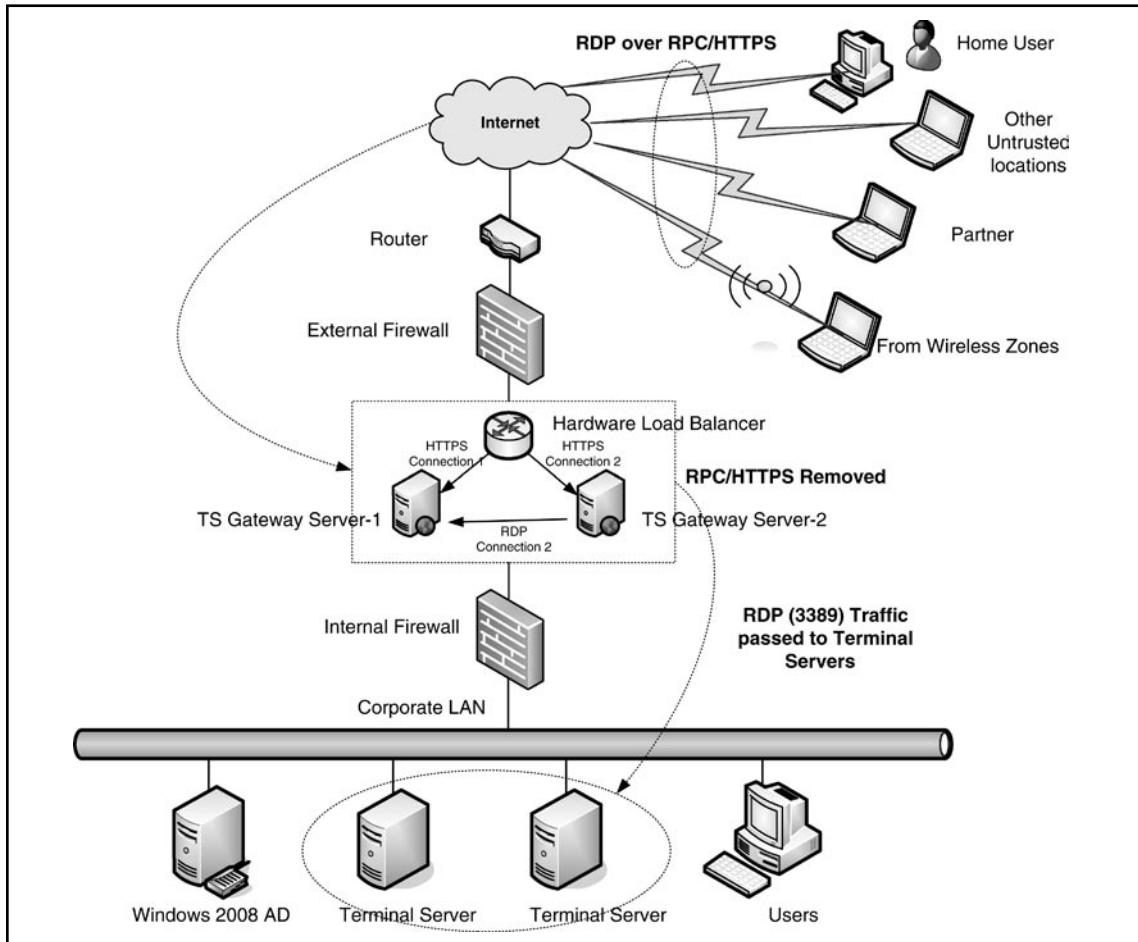 RDP over RPC/HTTPS
Home User
Internet
Other
Untrusted
locations
Router
Partner
External Firewall
From Wireless Zones
Hardware Load Balancer
HTTPS
Connection 1
HTTPS
Connection 2
RPC/HTTPS Removed
TS Gateway Server-1
TS Gateway Server-2
RDP
Connection 2
Internal Firewall
RDP (3389) Traffic
passed to Terminal
Servers
Corporate LAN
Windows 2008 AD
Terminal Server
Terminal Server
Users